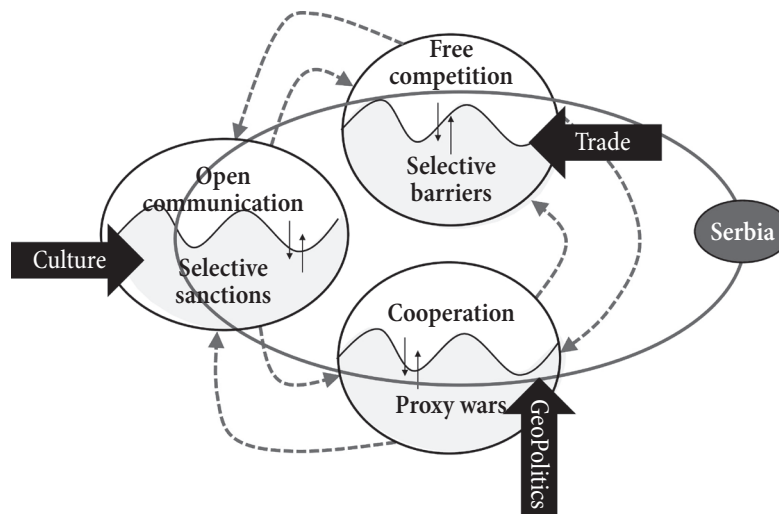 Free
competition
Trade
Selective
barriers
Open
communication
Culture
Selective
sanctions
Serbia
Cooperation
Proxy wars
GeoPolitics